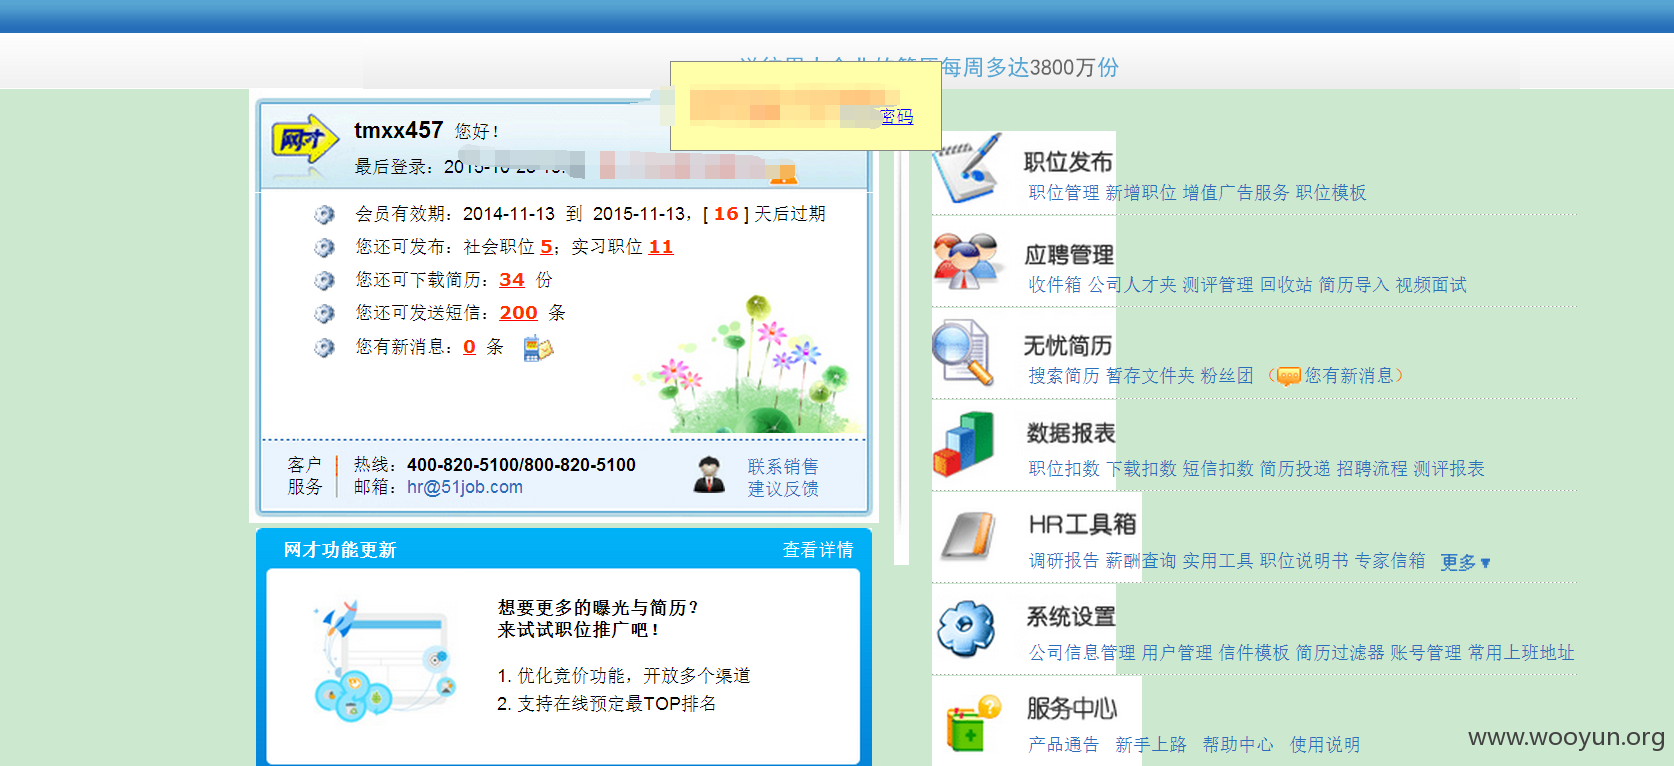 每周多达3800万份
密码
网才
tmxx457 您好！
最后登录：
会员有效期：2014-11-13 到 2015-11-13，[ 16 ] 天后过期
您还可发布：社会职位 5；实习职位 11
您还可下载简历：34 份
您还可发送短信：200 条
您有新消息：0 条
客户服务
热线：400-820-5100/800-820-5100
邮箱：hr@51job.com
联系销售
建议反馈
网才功能更新
查看详情
想要更多的曝光与简历？
来试试职位推广吧！
1. 优化竞价功能，开放多个渠道
2. 支持在线预定最TOP排名
职位发布
职位管理 新增职位 增值广告服务 职位模板
应聘管理
收件箱 公司人才夹 测评管理 回收站 简历导入 视频面试
无忧简历
搜索简历 暂存文件夹 粉丝团 （您有新消息）
数据报表
职位扣数 下载扣数 短信扣数 简历投递 招聘流程 测评报表
HR工具箱
调研报告 薪酬查询 实用工具 职位说明书 专家信箱 更多▼
系统设置
公司信息管理 用户管理 信件模板 简历过滤器 账号管理 常用上班地址
服务中心
产品通告 新手上路 帮助中心 使用说明
www.wooyun.org